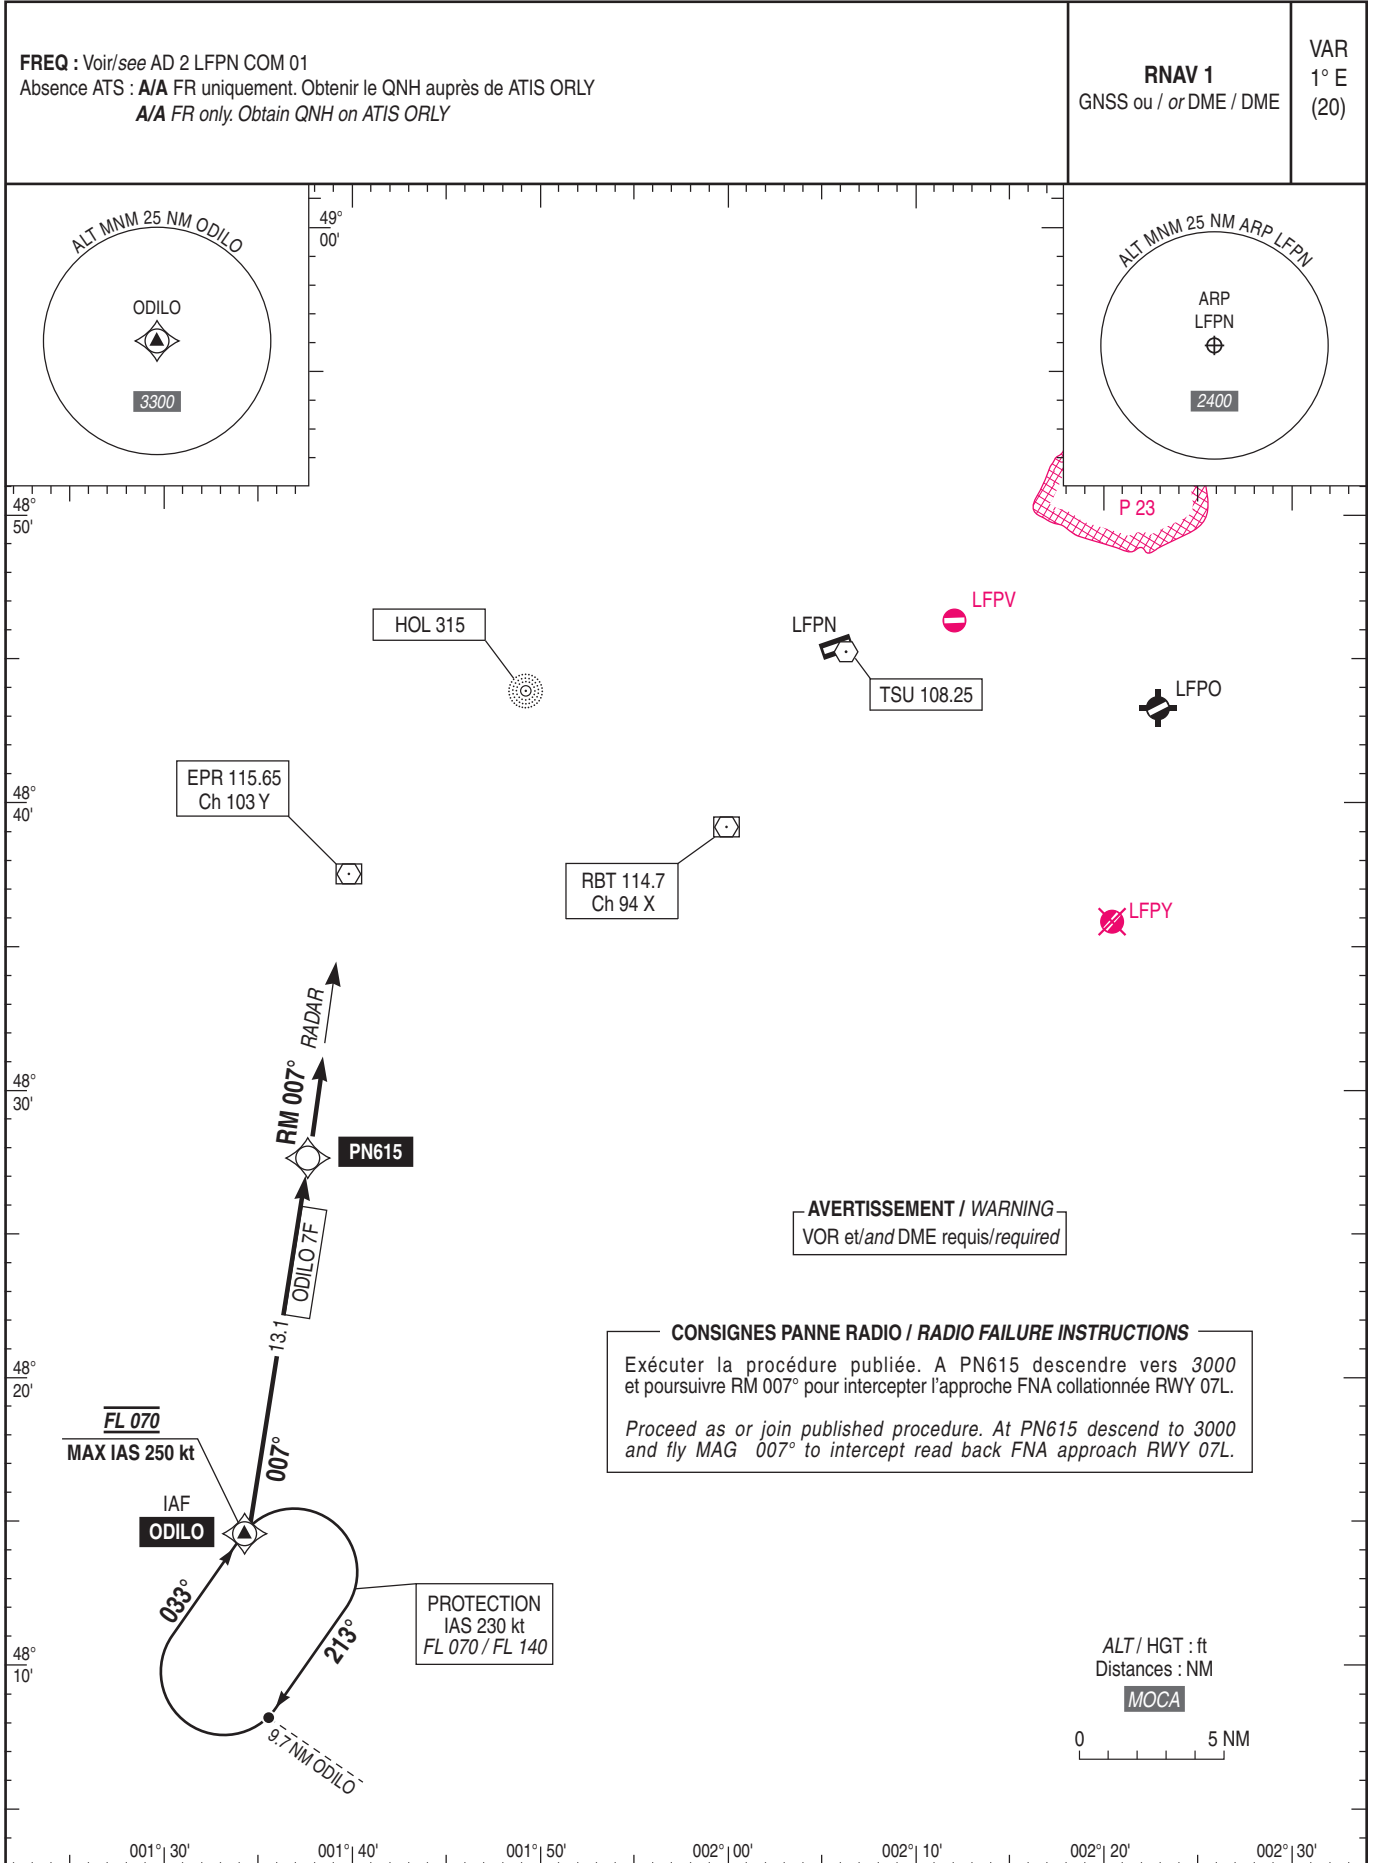 FREQ : Voir/see AD 2 LFPN COM 01
Absence ATS : A/A FR uniquement. Obtenir le QNH auprès de ATIS ORLY
A/A FR only. Obtain QNH on ATIS ORLY
RNAV 1
GNSS ou / or DME / DME
VAR
1° E
(20)
ALT MNM 25 NM ODILO
ODILO
3300
49°
00'
ALT MNM 25 NM ARP LFPN
ARP
LFPN
2400
48°
50'
P 23
LFPV
HOL 315
LFPN
TSU 108.25
LFPO
EPR 115.65
Ch 103 Y
48°
40'
RBT 114.7
Ch 94 X
LFPY
RADAR
RM 007°
48°
30'
PN615
ODILO 7F
AVERTISSEMENT / WARNING
VOR et/and DME requis/required
13.1
CONSIGNES PANNE RADIO / RADIO FAILURE INSTRUCTIONS
Exécuter la procédure publiée. A PN615 descendre vers 3000
et poursuivre RM 007° pour intercepter l'approche FNA collationnée RWY 07L.
Proceed as or join published procedure. At PN615 descend to 3000
and fly MAG 007° to intercept read back FNA approach RWY 07L.
48°
20'
FL 070
MAX IAS 250 kt
007°
IAF
ODILO
033°
213°
PROTECTION
IAS 230 kt
FL 070 / FL 140
48°
10'
9.7 NM ODILO
ALT / HGT : ft
Distances : NM
MOCA
0 5 NM
001° 30' 001° 40' 001° 50' 002° 00' 002° 10' 002° 20' 002° 30'